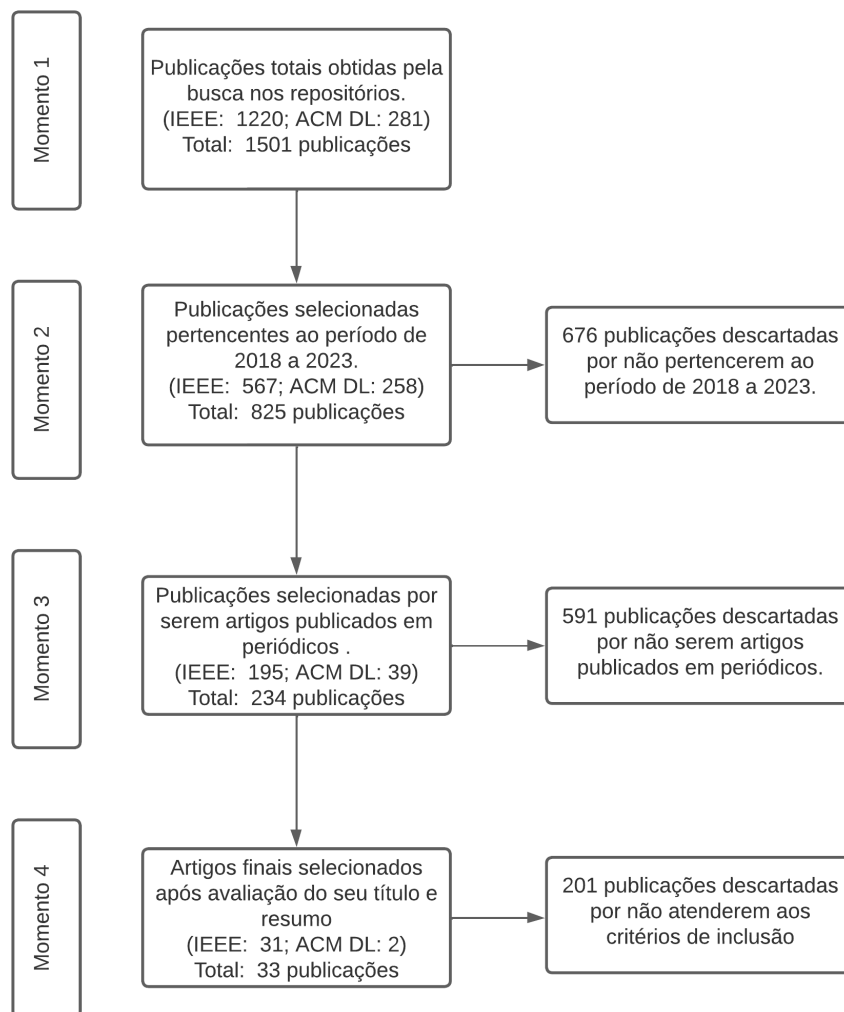 Momento 1
Publicações totais obtidas pela
busca nos repositórios.
(IEEE: 1220; ACM DL: 281)
Total: 1501 publicações
Momento 2
Publicações selecionadas
pertencentes ao período de
2018 a 2023.
(IEEE: 567; ACM DL: 258)
Total: 825 publicações
676 publicações descartadas
por não pertencerem ao
período de 2018 a 2023.
Momento 3
Publicações selecionadas por
serem artigos publicados em
periódicos .
(IEEE: 195; ACM DL: 39)
Total: 234 publicações
591 publicações descartadas
por não serem artigos
publicados em periódicos.
Momento 4
Artigos finais selecionados
após avaliação do seu título e
resumo
(IEEE: 31; ACM DL: 2)
Total: 33 publicações
201 publicações descartadas
por não atenderem aos
critérios de inclusão